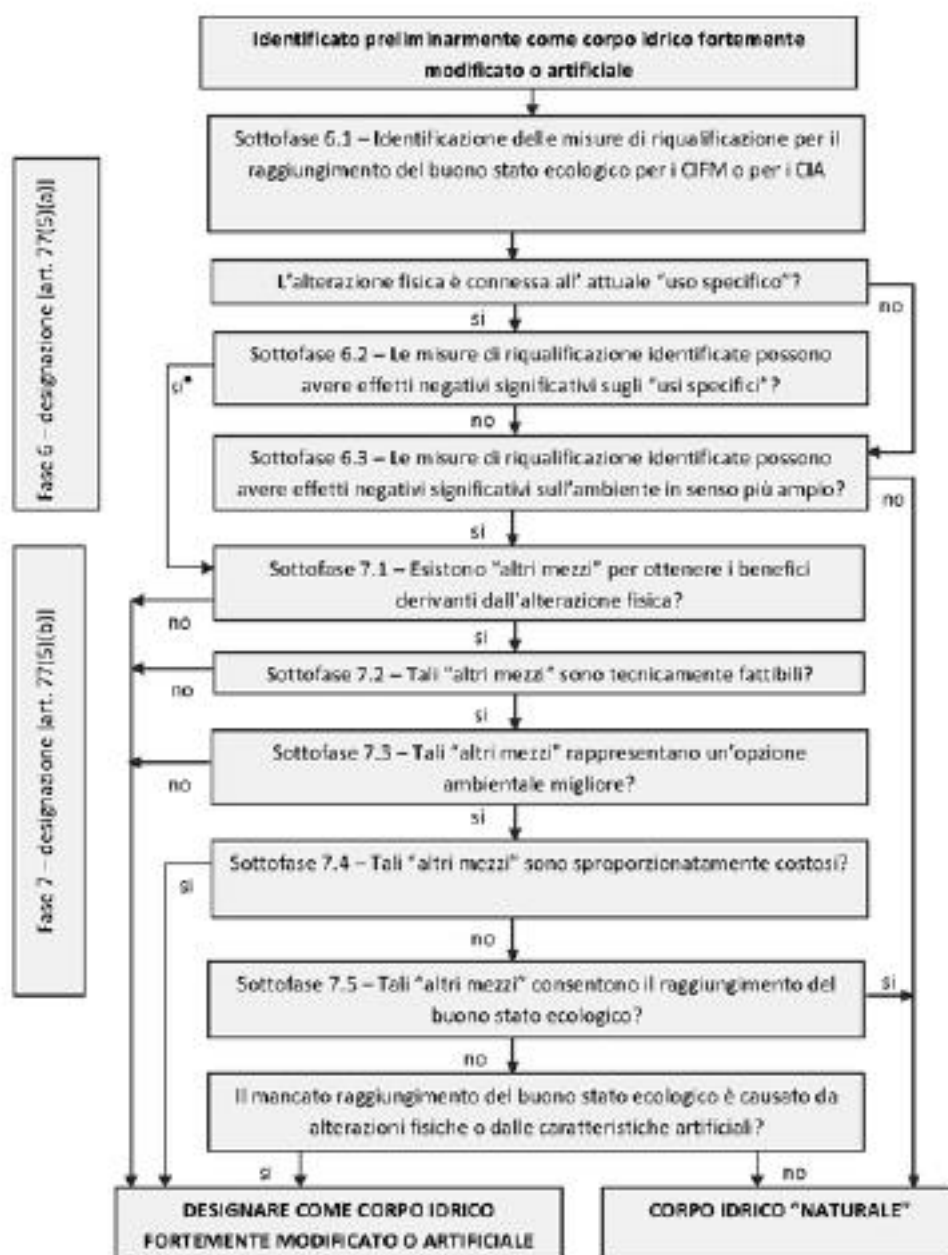 Identificato preliminarmente come corpo idrico fortemente
modificato o artificiale
Sottofase 6.1 – Identificazione delle misure di riqualificazione per il
raggiungimento del buono stato ecologico per i CIFM o per i CIA
Fase 6 – designazione [art. 77(5)(a)]
L'alterazione fisica è connessa all' attuale "uso specifico"?
no
si
Sottofase 6.2 – Le misure di riqualificazione identificate possono
avere effetti negativi significativi sugli "usi specifici"?
si*
no
Sottofase 6.3 – Le misure di riqualificazione identificate possono
avere effetti negativi significativi sull'ambiente in senso più ampio?
no
si
Fase 7 – designazione [art. 77(5)(b)]
Sottofase 7.1 – Esistono "altri mezzi" per ottenere i benefici
derivanti dall'alterazione fisica?
no
si
Sottofase 7.2 – Tali "altri mezzi" sono tecnicamente fattibili?
no
si
Sottofase 7.3 – Tali "altri mezzi" rappresentano un'opzione
ambientale migliore?
no
si
Sottofase 7.4 – Tali "altri mezzi" sono sproporzionatamente costosi?
si
no
Sottofase 7.5 – Tali "altri mezzi" consentono il raggiungimento del
buono stato ecologico?
si
no
Il mancato raggiungimento del buono stato ecologico è causato da
alterazioni fisiche o dalle caratteristiche artificiali?
si
no
DESIGNARE COME CORPO IDRICO
FORTEMENTE MODIFICATO O ARTIFICIALE
CORPO IDRICO "NATURALE"